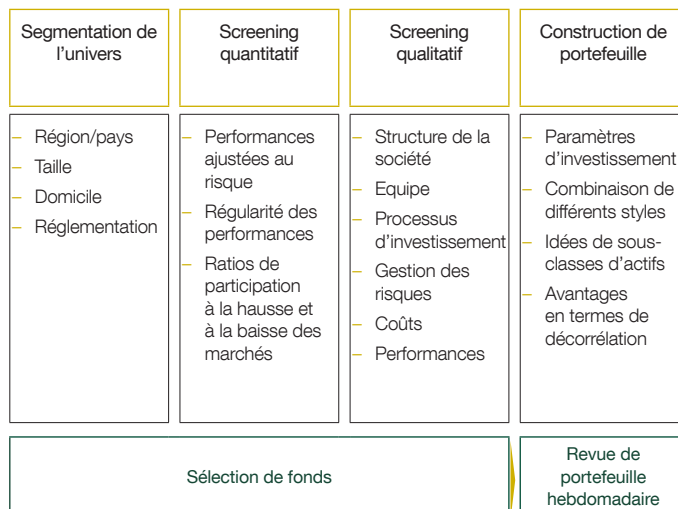 Segmentation de
l'univers
Screening
quantitatif
Screening
qualitatif
Construction de
portefeuille
– Région/pays
– Taille
– Domicile
– Réglementation
– Performances
ajustées au
risque
– Régularité des
performances
– Ratios de
participation
à la hausse et
à la baisse des
marchés
– Structure de la
société
– Equipe
– Processus
d'investissement
– Gestion des
risques
– Coûts
– Performances
– Paramètres
d'investissement
– Combinaison de
différents styles
– Idées de sous-
classes d'actifs
– Avantages
en termes de
décorrélation
Sélection de fonds
Revue de
portefeuille
hebdomadaire